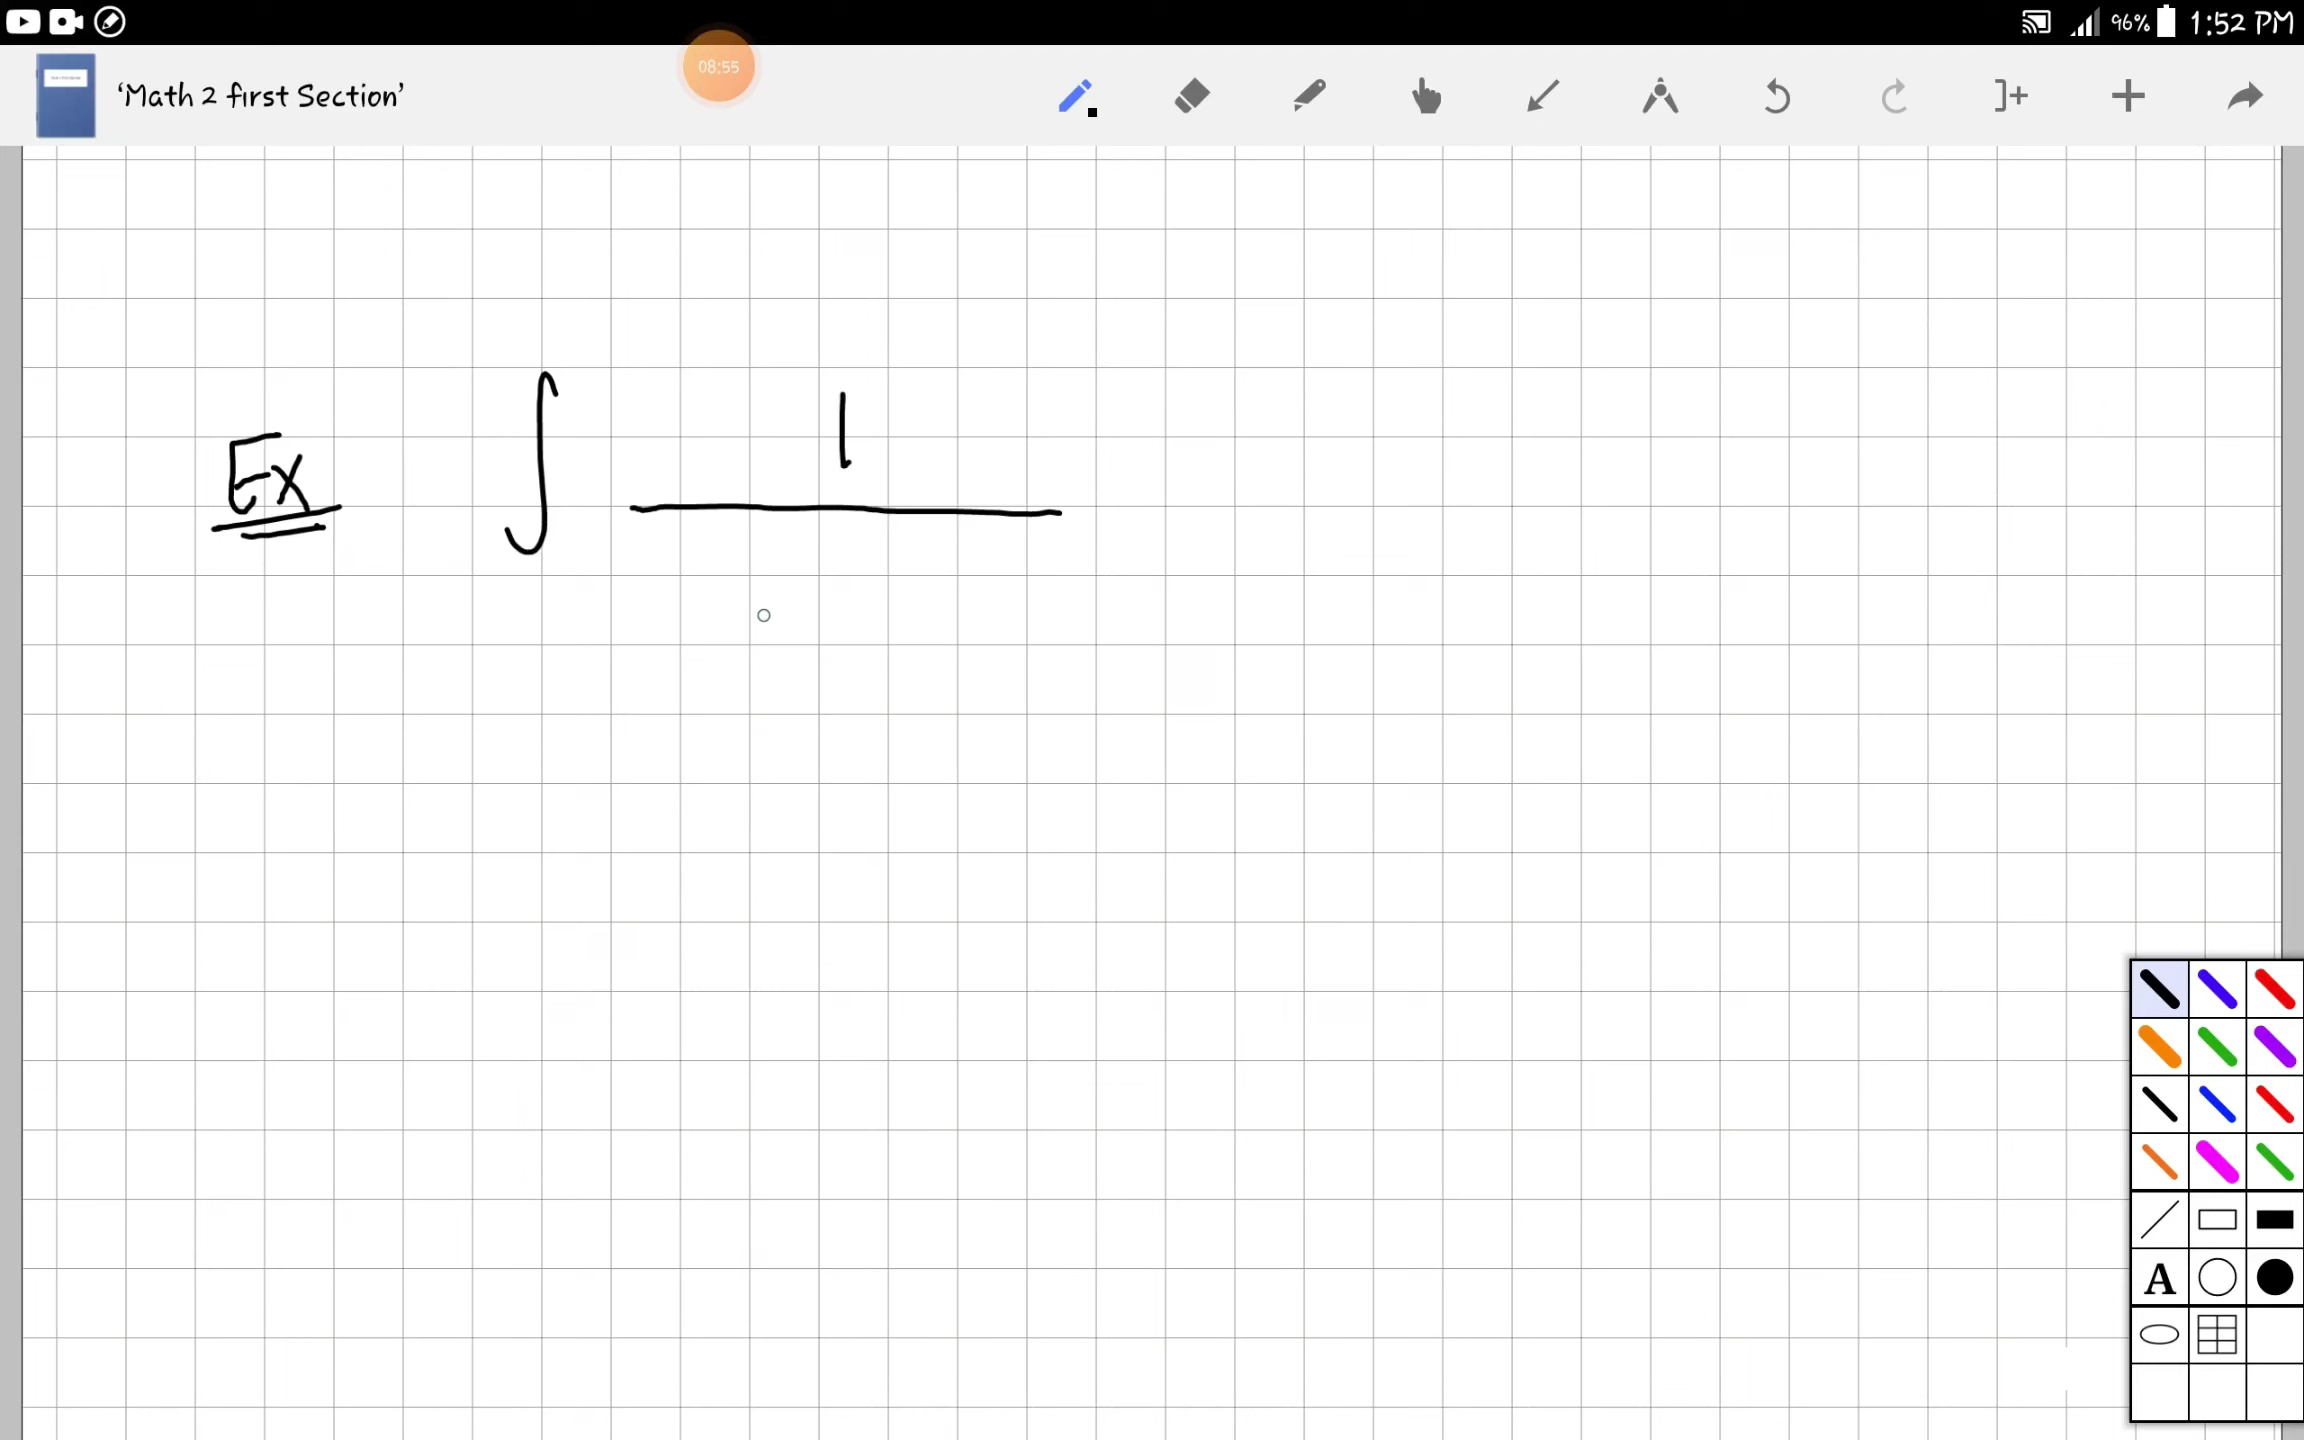 96% 1:52 PM
‘Math 2 first Section’
08:55
]+
Ex ∫ 1
A